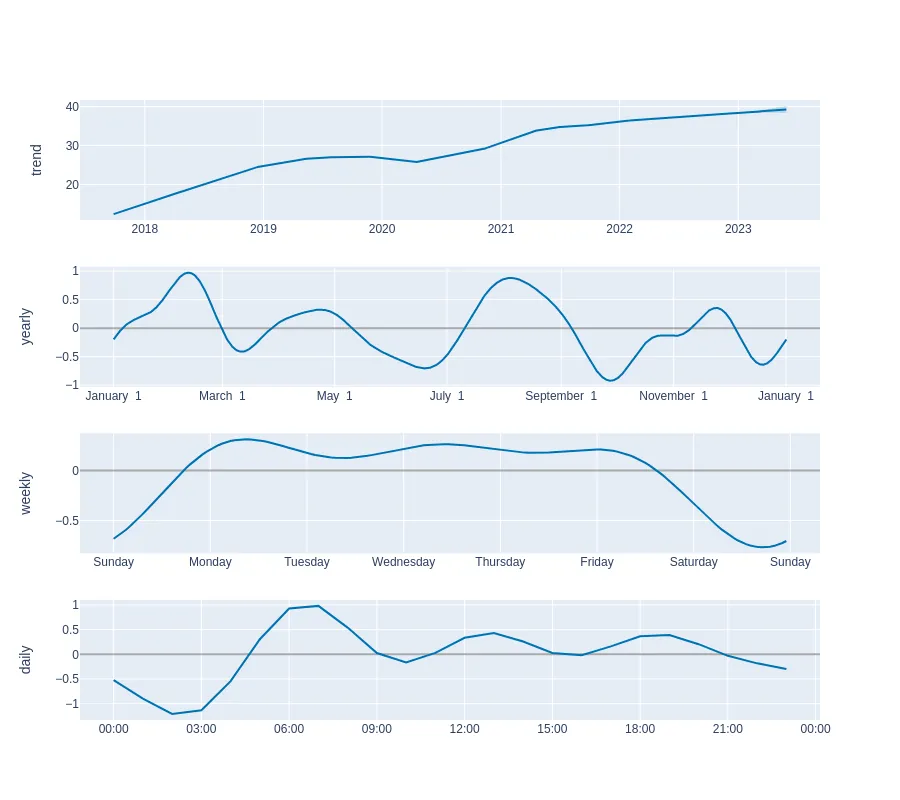 trend
40
30
20
2018 2019 2020 2021 2022 2023
yearly
1
0.5
0
−0.5
−1
January 1 March 1 May 1 July 1 September 1 November 1 January 1
weekly
0
−0.5
Sunday Monday Tuesday Wednesday Thursday Friday Saturday Sunday
daily
1
0.5
0
−0.5
−1
00:00 03:00 06:00 09:00 12:00 15:00 18:00 21:00 00:00